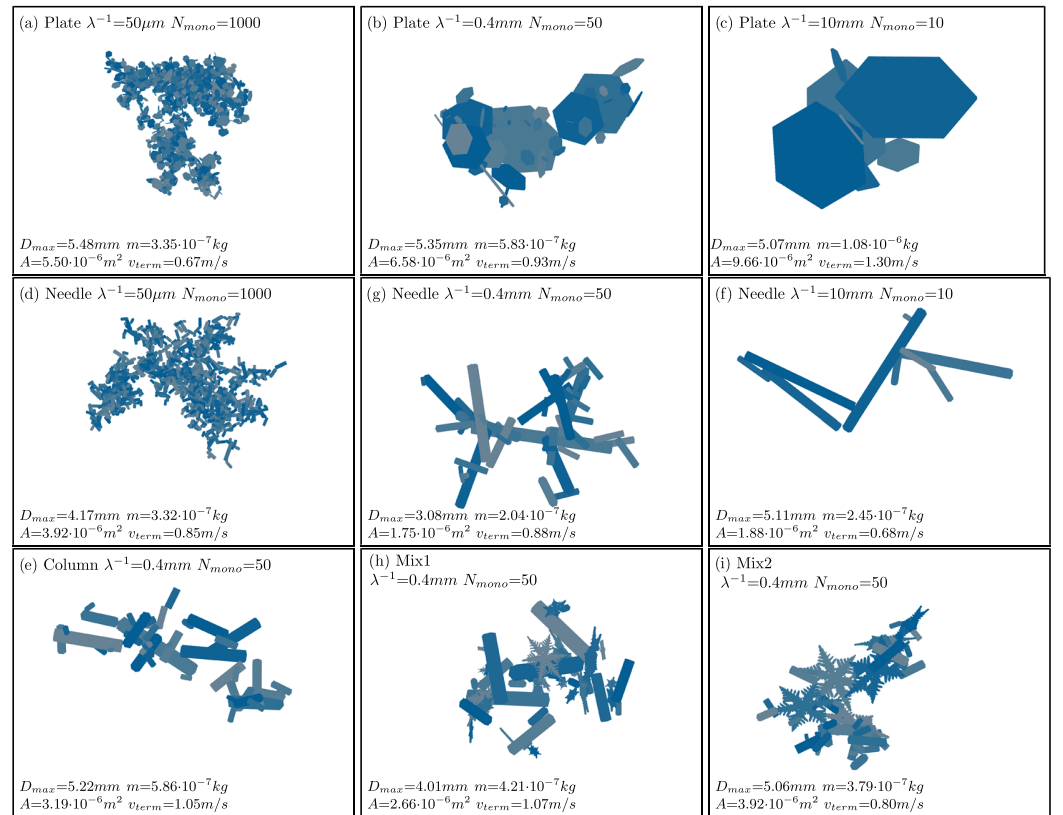 (a) Plate λ⁻¹=50μm N_mono=1000
D_max=5.48mm m=3.35·10⁻⁷kg
A=5.50·10⁻⁶m² v_term=0.67m/s
(b) Plate λ⁻¹=0.4mm N_mono=50
D_max=5.35mm m=5.83·10⁻⁷kg
A=6.58·10⁻⁶m² v_term=0.93m/s
(c) Plate λ⁻¹=10mm N_mono=10
D_max=5.07mm m=1.08·10⁻⁶kg
A=9.66·10⁻⁶m² v_term=1.30m/s
(d) Needle λ⁻¹=50μm N_mono=1000
D_max=4.17mm m=3.32·10⁻⁷kg
A=3.92·10⁻⁶m² v_term=0.85m/s
(g) Needle λ⁻¹=0.4mm N_mono=50
D_max=3.08mm m=2.04·10⁻⁷kg
A=1.75·10⁻⁶m² v_term=0.88m/s
(f) Needle λ⁻¹=10mm N_mono=10
D_max=5.11mm m=2.45·10⁻⁷kg
A=1.88·10⁻⁶m² v_term=0.68m/s
(e) Column λ⁻¹=0.4mm N_mono=50
D_max=5.22mm m=5.86·10⁻⁷kg
A=3.19·10⁻⁶m² v_term=1.05m/s
(h) Mix1
λ⁻¹=0.4mm N_mono=50
D_max=4.01mm m=4.21·10⁻⁷kg
A=2.66·10⁻⁶m² v_term=1.07m/s
(i) Mix2
λ⁻¹=0.4mm N_mono=50
D_max=5.06mm m=3.79·10⁻⁷kg
A=3.92·10⁻⁶m² v_term=0.80m/s